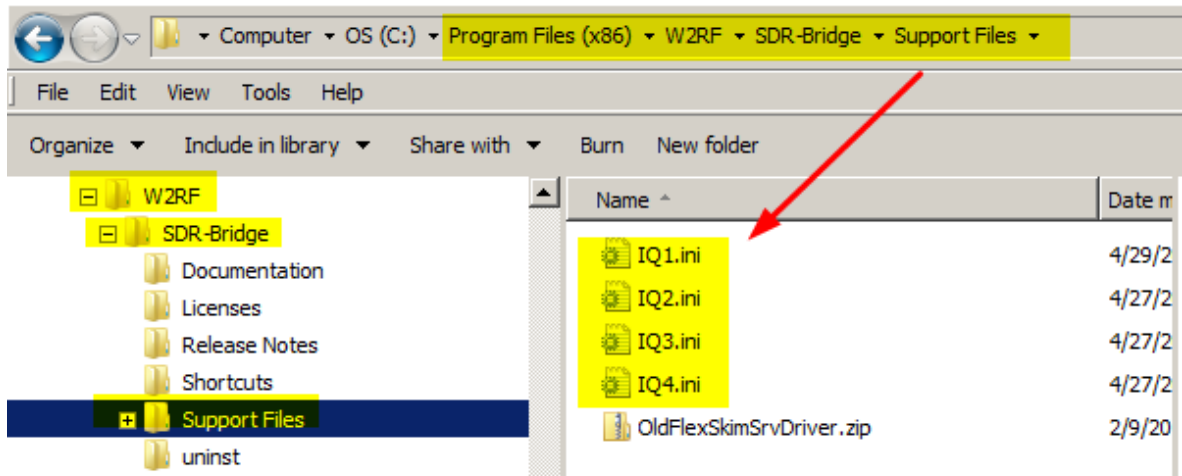 Computer OS (C:) Program Files (x86) W2RF SDR-Bridge Support Files
File Edit View Tools Help
Organize Include in library Share with Burn New folder
W2RF
SDR-Bridge
Documentation
Licenses
Release Notes
Shortcuts
Support Files
uninst
Name Date m
IQ1.ini 4/29/2
IQ2.ini 4/27/2
IQ3.ini 4/27/2
IQ4.ini 4/27/2
OldFlexSkimSrvDriver.zip 2/9/20